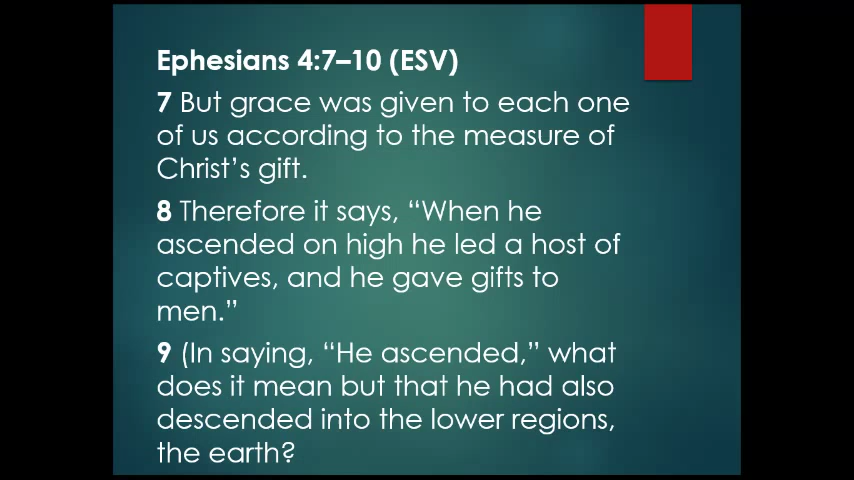 Ephesians 4:7–10 (ESV)
7 But grace was given to each one
of us according to the measure of
Christ’s gift.
8 Therefore it says, “When he
ascended on high he led a host of
captives, and he gave gifts to
men.”
9 (In saying, “He ascended,” what
does it mean but that he had also
descended into the lower regions,
the earth?